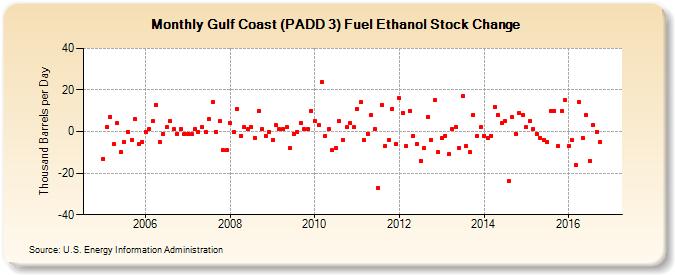 Monthly Gulf Coast (PADD 3) Fuel Ethanol Stock Change
Thousand Barrels per Day
40
20
0
-20
-40
2006 2008 2010 2012 2014 2016
Source: U.S. Energy Information Administration